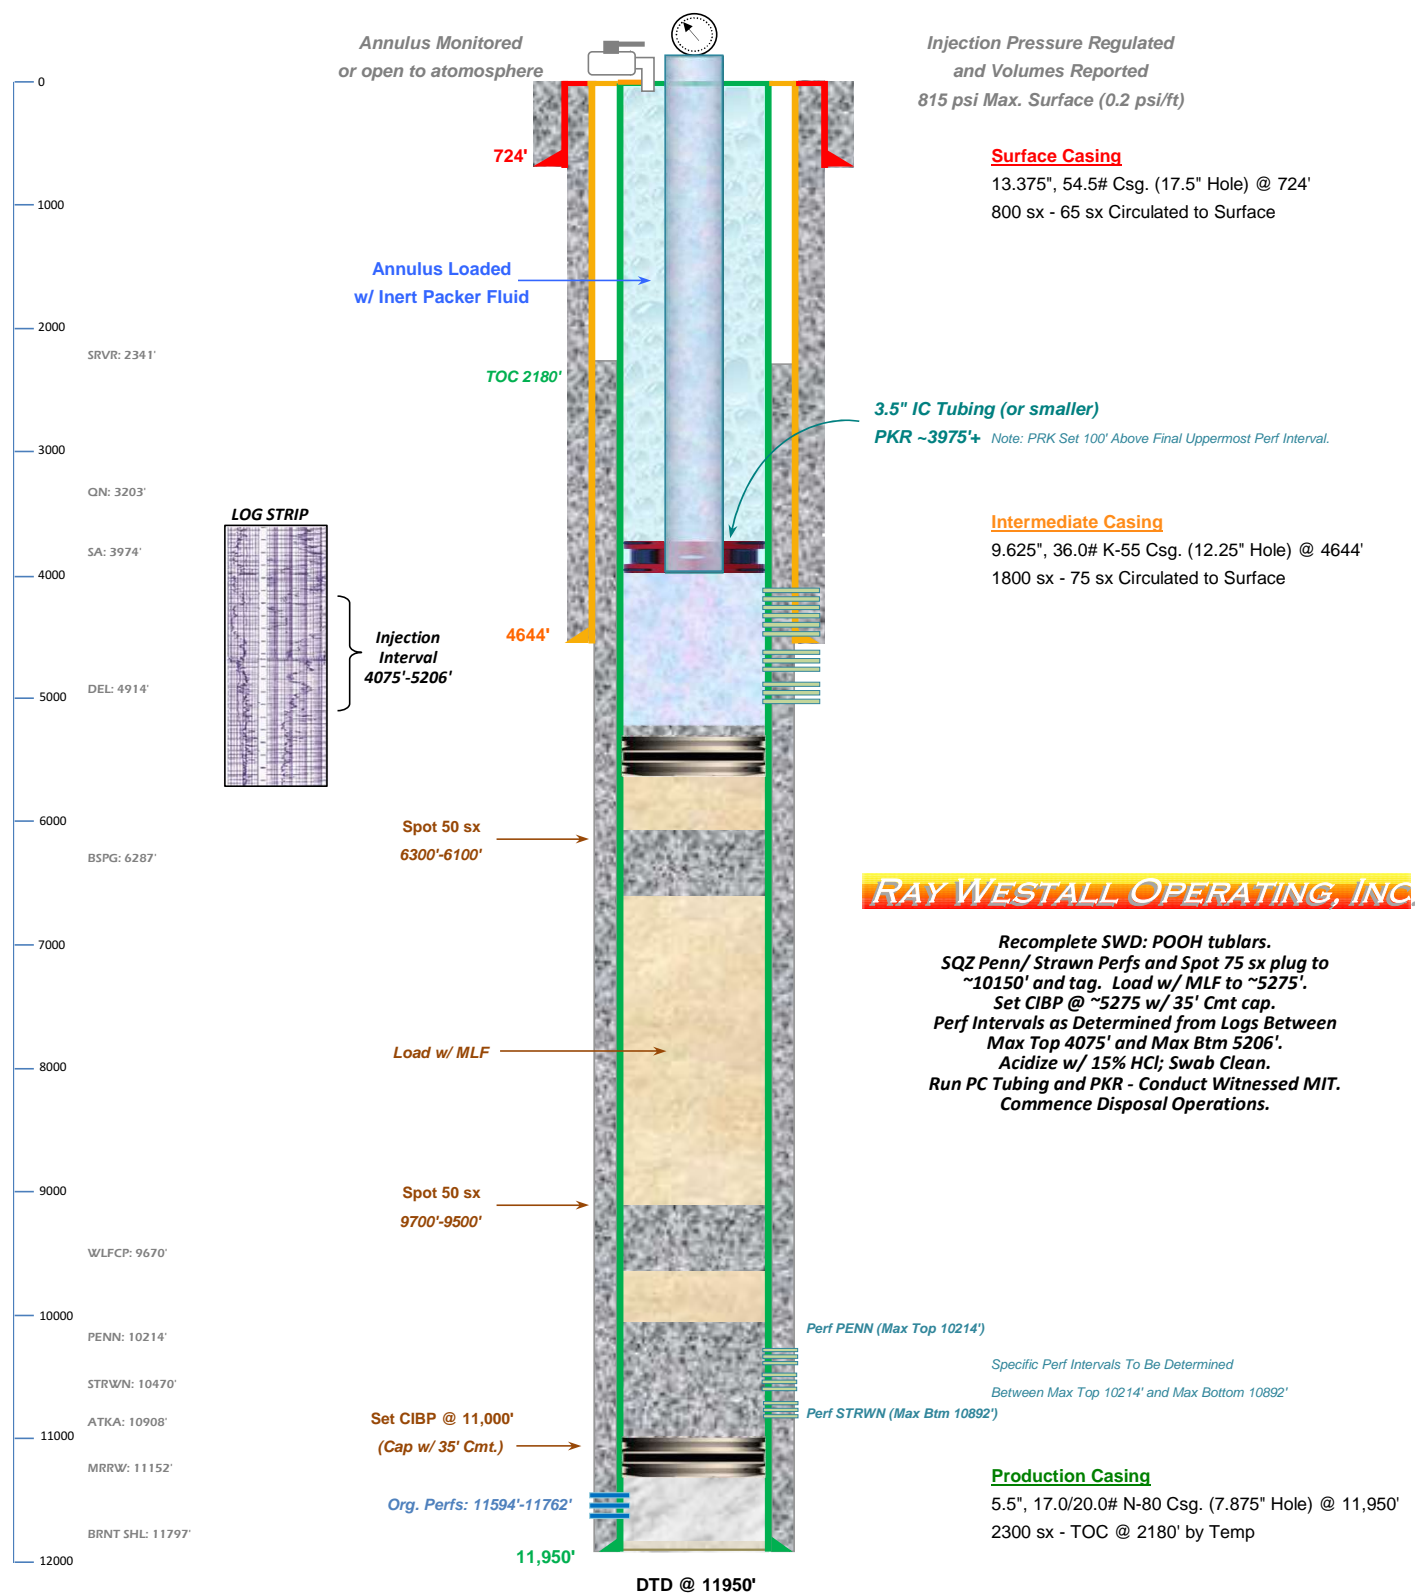 Annulus Monitored
or open to atomosphere
Injection Pressure Regulated
and Volumes Reported
815 psi Max. Surface (0.2 psi/ft)
0
724'
Surface Casing
13.375", 54.5# Csg. (17.5" Hole) @ 724'
800 sx - 65 sx Circulated to Surface
1000
Annulus Loaded
w/ Inert Packer Fluid
2000
SRVR: 2341'
TOC 2180'
3.5" IC Tubing (or smaller)
PKR ~3975'+ Note: PRK Set 100' Above Final Uppermost Perf Interval.
3000
QN: 3203'
LOG STRIP
Intermediate Casing
9.625", 36.0# K-55 Csg. (12.25" Hole) @ 4644'
1800 sx - 75 sx Circulated to Surface
SA: 3974'
4000
4644'
Injection
Interval
4075'-5206'
DEL: 4914'
5000
6000
Spot 50 sx
6300'-6100'
BSPG: 6287'
RAY WESTALL OPERATING, INC.
7000
Recomplete SWD: POOH tublars.
SQZ Penn/ Strawn Perfs and Spot 75 sx plug to
~10150' and tag. Load w/ MLF to ~5275'.
Set CIBP @ ~5275 w/ 35' Cmt cap.
Perf Intervals as Determined from Logs Between
Max Top 4075' and Max Btm 5206'.
Acidize w/ 15% HCl; Swab Clean.
Run PC Tubing and PKR - Conduct Witnessed MIT.
Commence Disposal Operations.
Load w/ MLF
8000
9000
Spot 50 sx
9700'-9500'
WLFCP: 9670'
10000
PENN: 10214'
Perf PENN (Max Top 10214')
Specific Perf Intervals To Be Determined
Between Max Top 10214' and Max Bottom 10892'
STRWN: 10470'
Perf STRWN (Max Btm 10892')
ATKA: 10908'
11000
Set CIBP @ 11,000'
(Cap w/ 35' Cmt.)
MRRW: 11152'
Org. Perfs: 11594'-11762'
Production Casing
5.5", 17.0/20.0# N-80 Csg. (7.875" Hole) @ 11,950'
2300 sx - TOC @ 2180' by Temp
BRNT SHL: 11797'
12000
11,950'
DTD @ 11950'